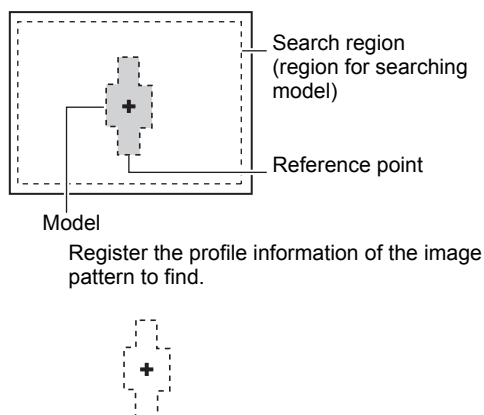 Search region
(region for searching
model)
Reference point
Model
Register the profile information of the image
pattern to find.